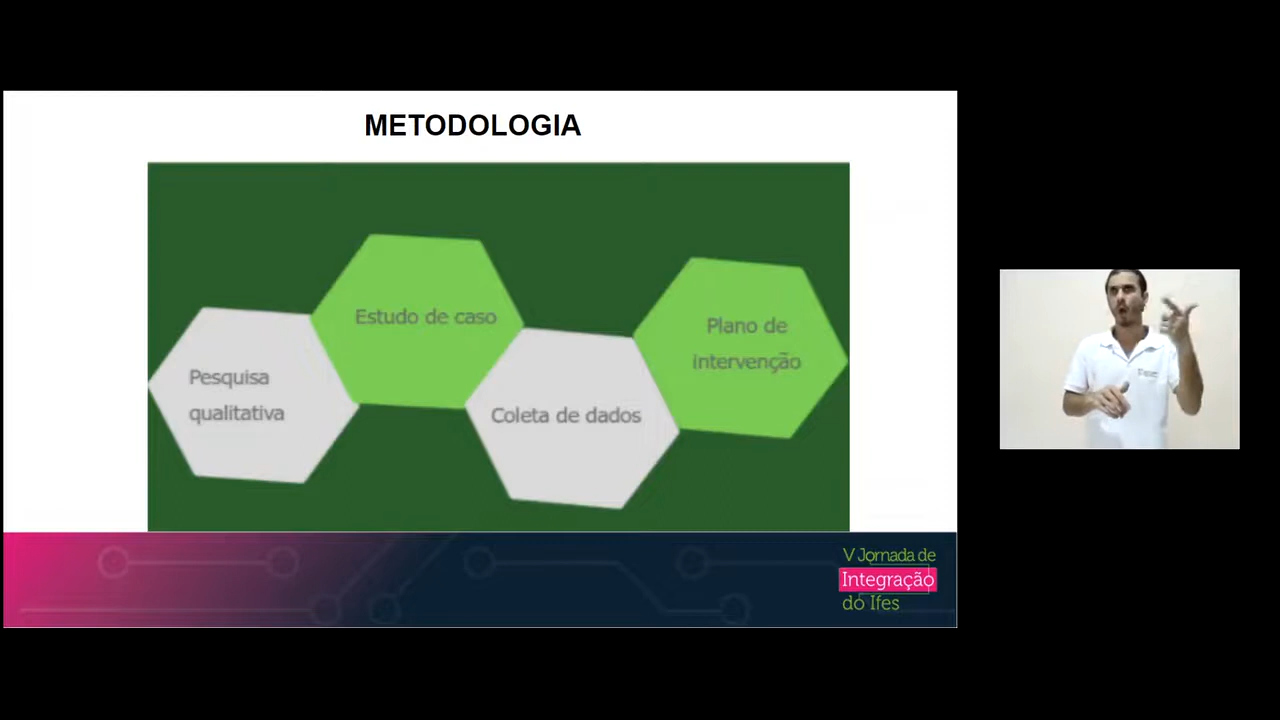 METODOLOGIA
Pesquisa
qualitativa
Estudo de caso
Coleta de dados
Plano de
intervenção
V Jornada de
Integração
do Ifes